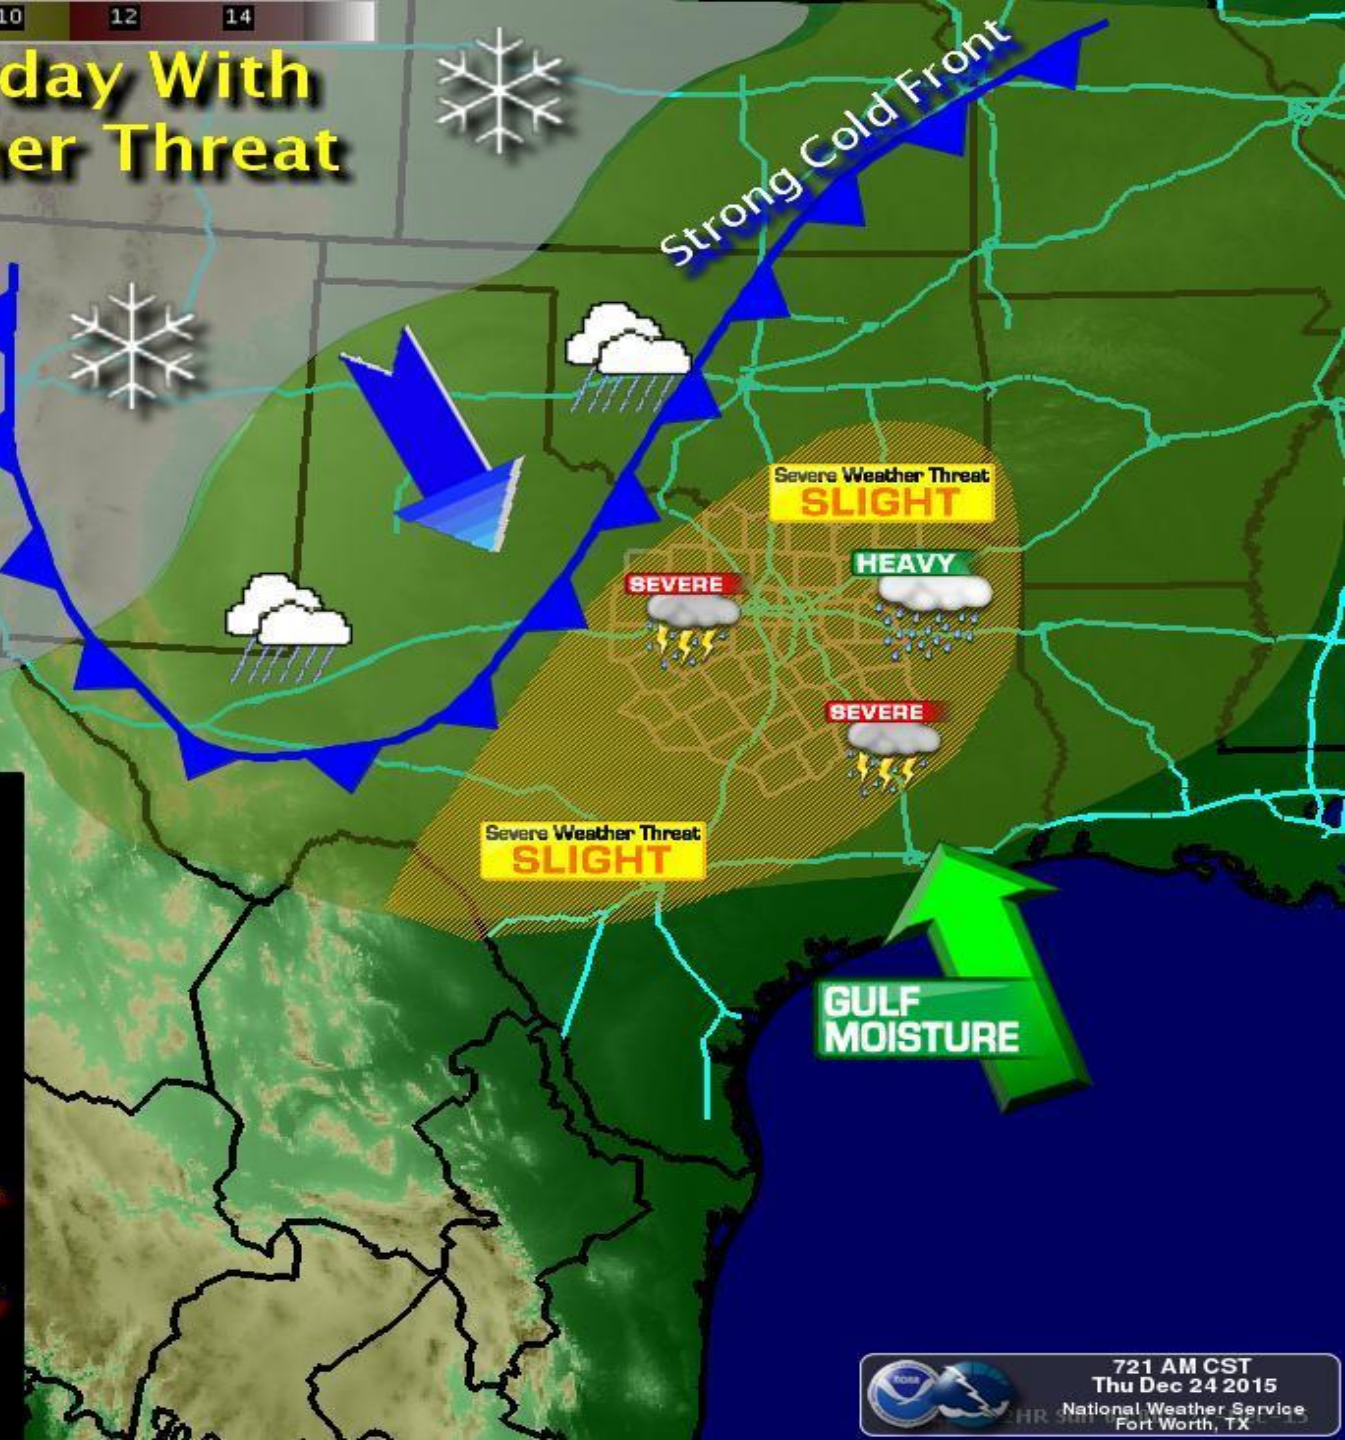 10 12 14
day With
er Threat
Strong Cold Front
Severe Weather Threat
SLIGHT
HEAVY
SEVERE
SEVERE
Severe Weather Threat
SLIGHT
GULF
MOISTURE
721 AM CST
Thu Dec 24 2015
National Weather Service
Fort Worth, TX